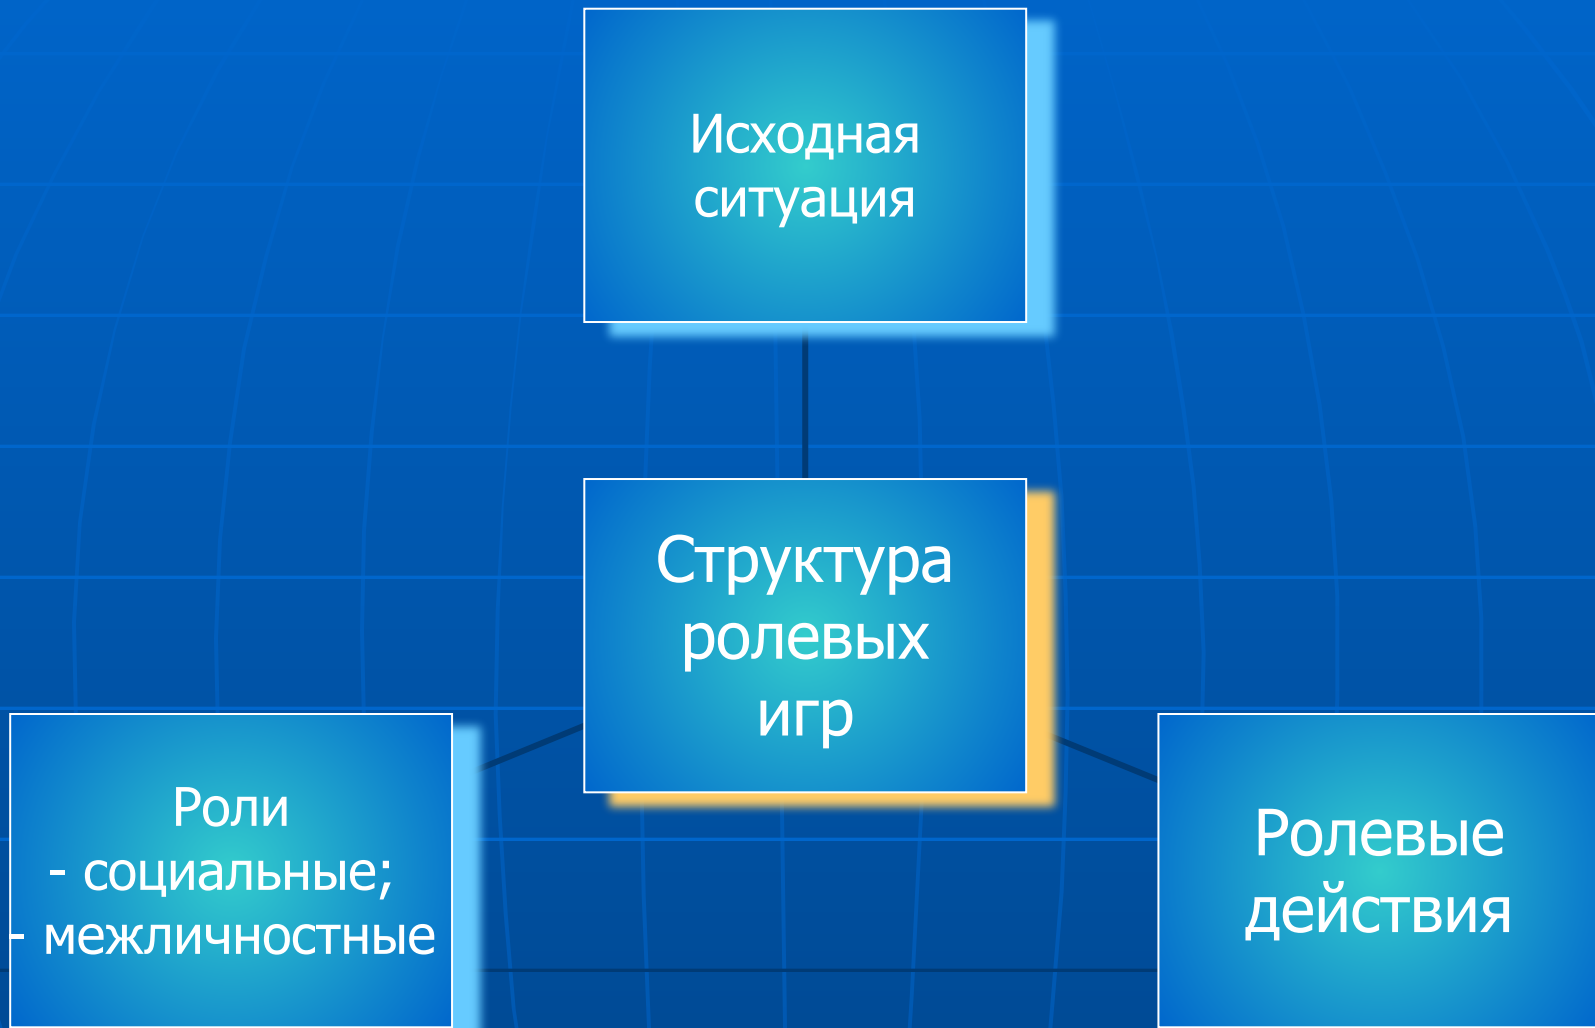 Исходная
ситуация
Структура
ролевых
игр
Роли
- социальные;
- межличностные
Ролевые
действия